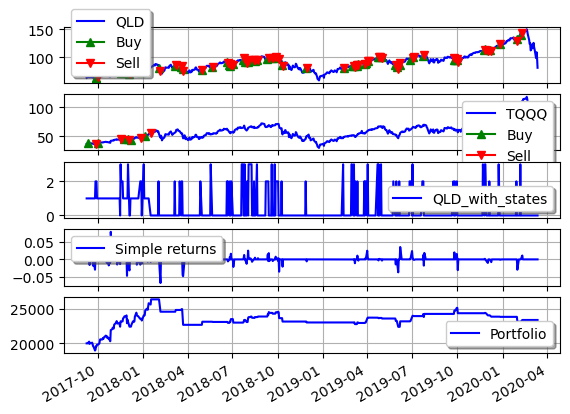 QLD
Buy
Sell
150
100
TQQQ
Buy
Sell
100
50
QLD_with_states
2
0
Simple returns
0.05
0.00
−0.05
Portfolio
25000
20000
2017-10
2018-01
2018-04
2018-07
2018-10
2019-01
2019-04
2019-07
2019-10
2020-01
2020-04